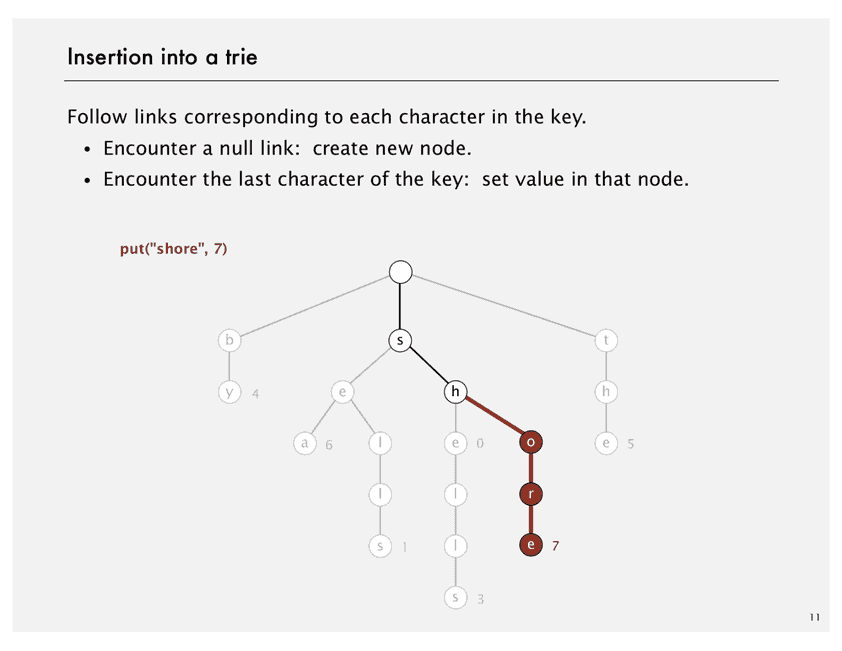 Insertion into a trie
Follow links corresponding to each character in the key.
• Encounter a null link: create new node.
• Encounter the last character of the key: set value in that node.
put("shore", 7)
b s t
y 4 e h h
a 6 l e 0 o e 5
l l r
s 1 l e 7
s 3
11